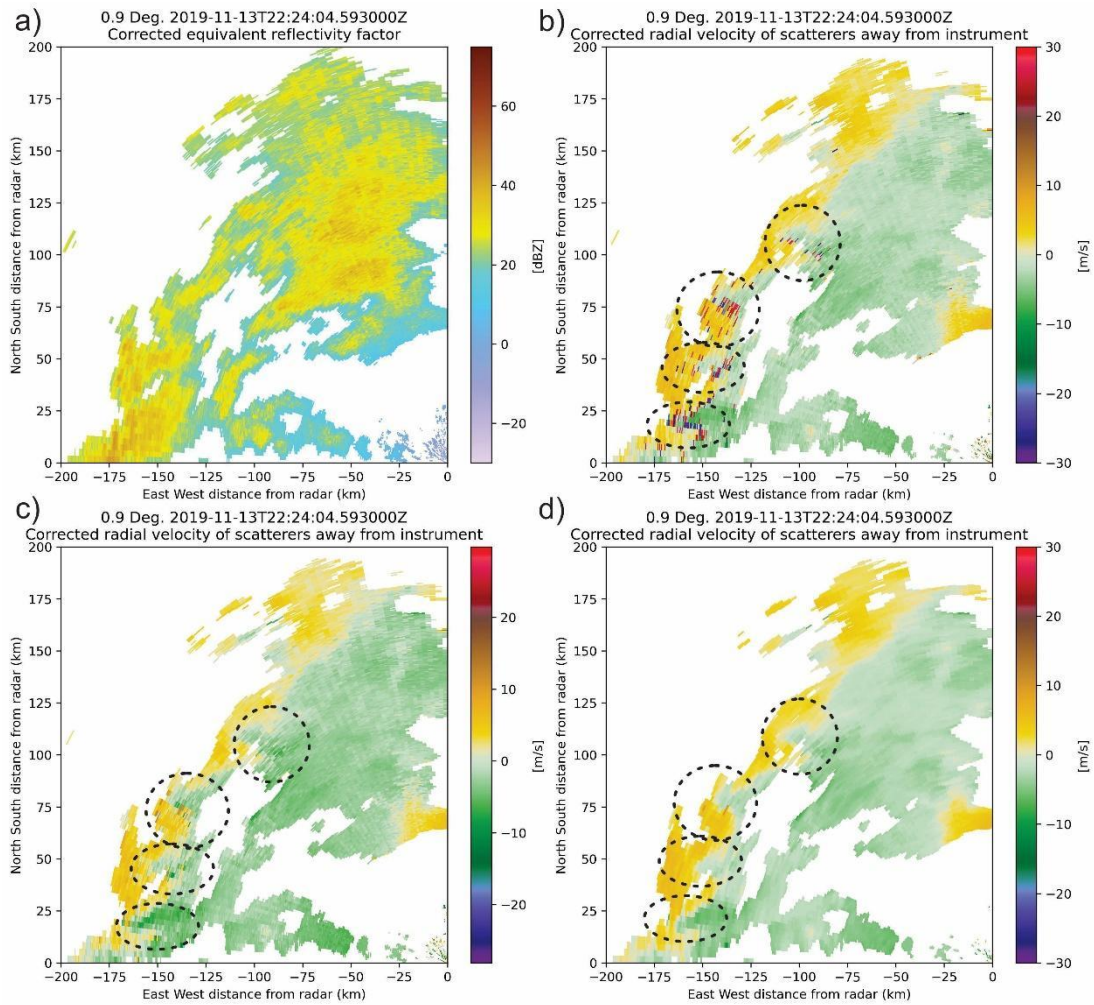 a)
0.9 Deg. 2019-11-13T22:24:04.593000Z
Corrected equivalent reflectivity factor
200
175
150
125
100
75
50
25
0
North South distance from radar (km)
−200 −175 −150 −125 −100 −75 −50 −25 0
East West distance from radar (km)
60
40
20
0
−20
[dBZ]
b)
0.9 Deg. 2019-11-13T22:24:04.593000Z
Corrected radial velocity of scatterers away from instrument
200
175
150
125
100
75
50
25
0
North South distance from radar (km)
−200 −175 −150 −125 −100 −75 −50 −25 0
East West distance from radar (km)
30
20
10
0
−10
−20
−30
[m/s]
c)
0.9 Deg. 2019-11-13T22:24:04.593000Z
Corrected radial velocity of scatterers away from instrument
200
175
150
125
100
75
50
25
0
North South distance from radar (km)
−200 −175 −150 −125 −100 −75 −50 −25 0
East West distance from radar (km)
20
10
0
−10
−20
[m/s]
d)
0.9 Deg. 2019-11-13T22:24:04.593000Z
Corrected radial velocity of scatterers away from instrument
200
175
150
125
100
75
50
25
0
North South distance from radar (km)
−200 −175 −150 −125 −100 −75 −50 −25 0
East West distance from radar (km)
30
20
10
0
−10
−20
−30
[m/s]